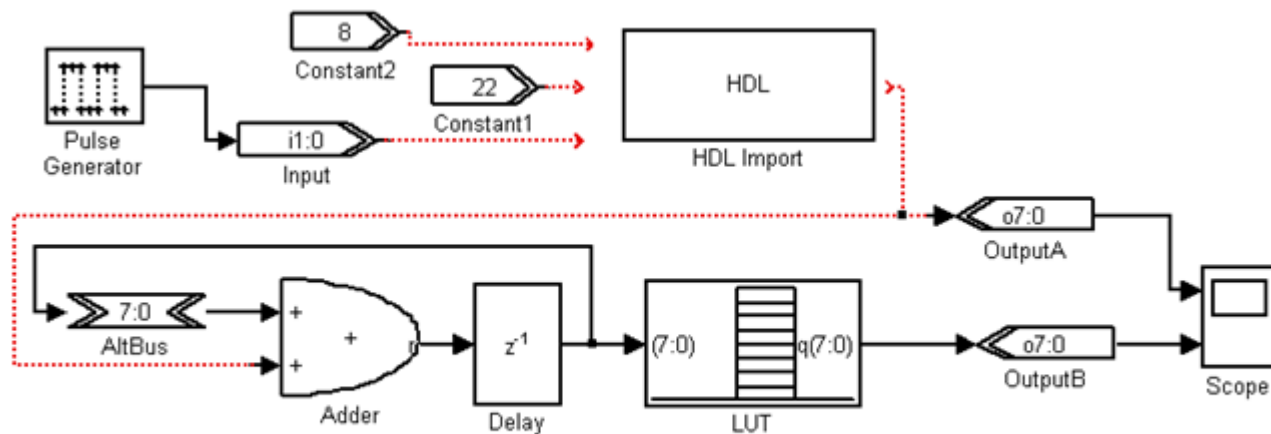 8
Constant2
22
Constant1
HDL
HDL Import
Pulse
Generator
i1:0
Input
o7:0
OutputA
7:0
AltBus
+
+
+
Adder
z-1
Delay
(7:0)
q(7:0)
LUT
o7:0
OutputB
Scope